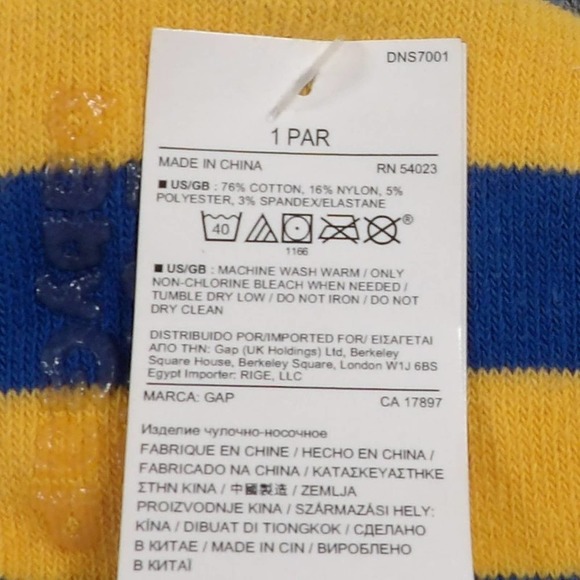 DNS7001
1 PAR
MADE IN CHINA RN 54023
US/GB : 76% COTTON, 16% NYLON, 5%
POLYESTER, 3% SPANDEX/ELASTANE
40
®
1166
US/GB : MACHINE WASH WARM / ONLY
NON-CHLORINE BLEACH WHEN NEEDED /
TUMBLE DRY LOW / DO NOT IRON / DO NOT
DRY CLEAN
DISTRIBUIDO POR/IMPORTED FOR/ΕΙΣΑΓΕΤΑΙ
ΑΠΟ ΤΗΝ: Gap (UK Holdings) Ltd, Berkeley
Square House, Berkeley Square, London W1J 6BS
Egypt Importer: RIGE, LLC
MARCA: GAP CA 17897
Изделие чулочно-носочное
FABRIQUE EN CHINE / HECHO EN CHINA /
FABRICADO NA CHINA / ΚΑΤΑΣΚΕΥΑΣΤΗΚΕ
ΣΤΗΝ ΚΙΝΑ / 中國製造 / ZEMLJA
PROIZVODNJE KINA / SZÁRMAZÁSI HELY:
KÍNA / DIBUAT DI TIONGKOK / СДЕЛАНО
В КИТАЕ / MADE IN CIN / ВИРОБЛЕНО
В КИТАЇ